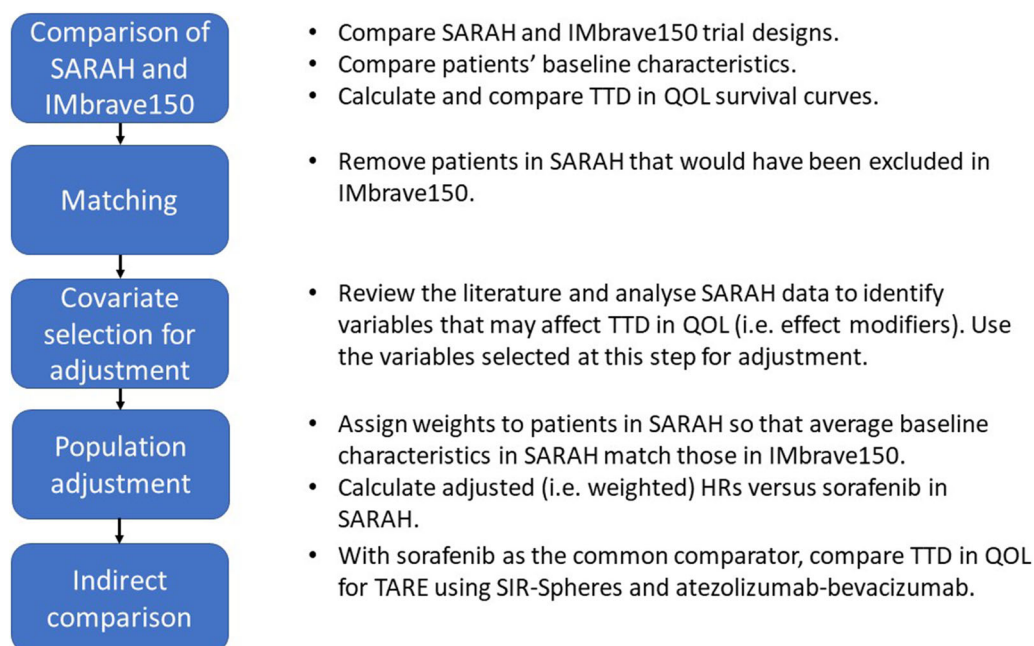 Comparison of
SARAH and
IMbrave150
• Compare SARAH and IMbrave150 trial designs.
• Compare patients’ baseline characteristics.
• Calculate and compare TTD in QOL survival curves.
Matching
• Remove patients in SARAH that would have been excluded in
IMbrave150.
Covariate
selection for
adjustment
• Review the literature and analyse SARAH data to identify
variables that may affect TTD in QOL (i.e. effect modifiers). Use
the variables selected at this step for adjustment.
Population
adjustment
• Assign weights to patients in SARAH so that average baseline
characteristics in SARAH match those in IMbrave150.
• Calculate adjusted (i.e. weighted) HRs versus sorafenib in
SARAH.
Indirect
comparison
• With sorafenib as the common comparator, compare TTD in QOL
for TARE using SIR-Spheres and atezolizumab-bevacizumab.